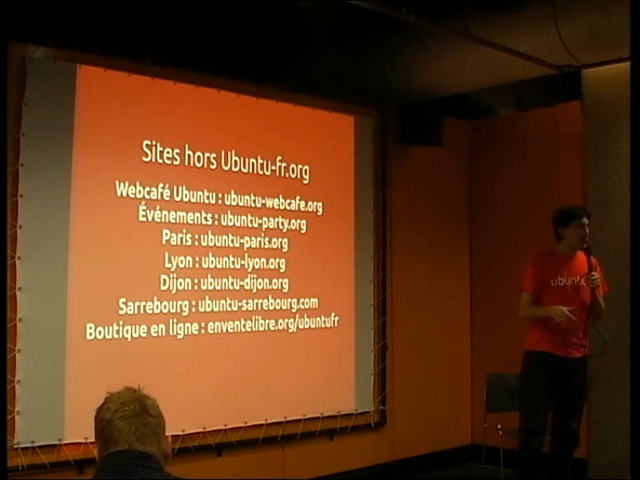 Sites hors Ubuntu-fr.org
Webcafé Ubuntu : ubuntu-webcafe.org
Événements : ubuntu-party.org
Paris : ubuntu-paris.org
Lyon : ubuntu-lyon.org
Dijon : ubuntu-dijon.org
Sarrebourg : ubuntu-sarrebourg.com
Boutique en ligne : enventelibre.org/ubuntufr
ubuntu